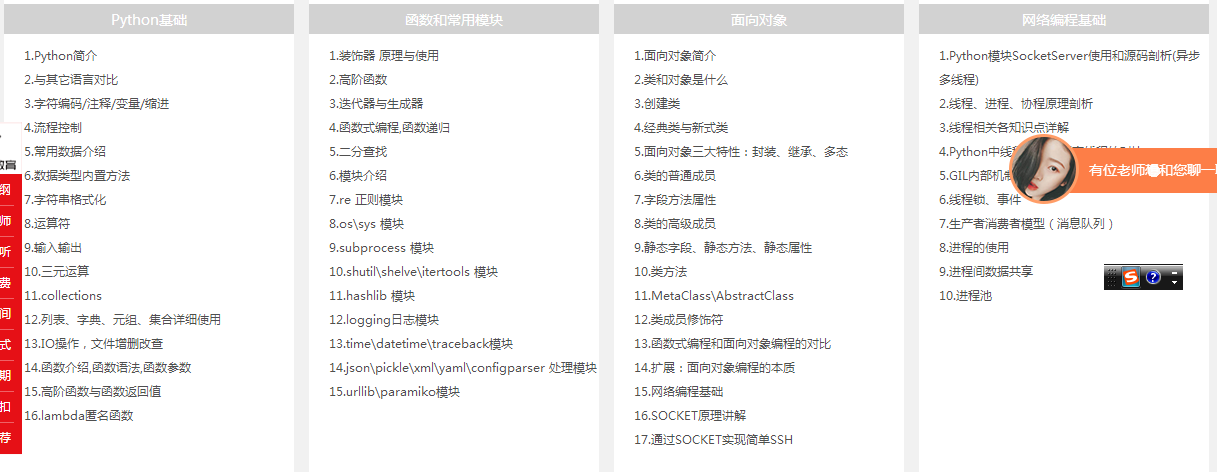 Python基础
1.Python简介
2.与其它语言对比
3.字符编码/注释/变量/缩进
4.流程控制
5.常用数据介绍
6.数据类型内置方法
7.字符串格式化
8.运算符
9.输入输出
10.三元运算
11.collections
12.列表、字典、元组、集合详细使用
13.IO操作，文件增删改查
14.函数介绍,函数语法,函数参数
15.高阶函数与函数返回值
16.lambda匿名函数
函数和常用模块
1.装饰器 原理与使用
2.高阶函数
3.迭代器与生成器
4.函数式编程,函数递归
5.二分查找
6.模块介绍
7.re 正则模块
8.os\sys 模块
9.subprocess 模块
10.shutil\shelve\itertools 模块
11.hashlib 模块
12.logging日志模块
13.time\datetime\traceback模块
14.json\pickle\xml\yaml\configparser 处理模块
15.urllib\paramiko模块
面向对象
1.面向对象简介
2.类和对象是什么
3.创建类
4.经典类与新式类
5.面向对象三大特性：封装、继承、多态
6.类的普通成员
7.字段方法属性
8.类的高级成员
9.静态字段、静态方法、静态属性
10.类方法
11.MetaClass\AbstractClass
12.类成员修饰符
13.函数式编程和面向对象编程的对比
14.扩展：面向对象编程的本质
15.网络编程基础
16.SOCKET原理讲解
17.通过SOCKET实现简单SSH
网络编程基础
1.Python模块SocketServer使用和源码剖析(异步
多线程)
2.线程、进程、协程原理剖析
3.线程相关各知识点详解
4.Python中线
5.GIL内部机制
6.线程锁、事件
7.生产者消费者模型（消息队列）
8.进程的使用
9.进程间数据共享
10.进程池
有位老师想和您聊一
纲
师
听
费
间
式
期
扣
荐